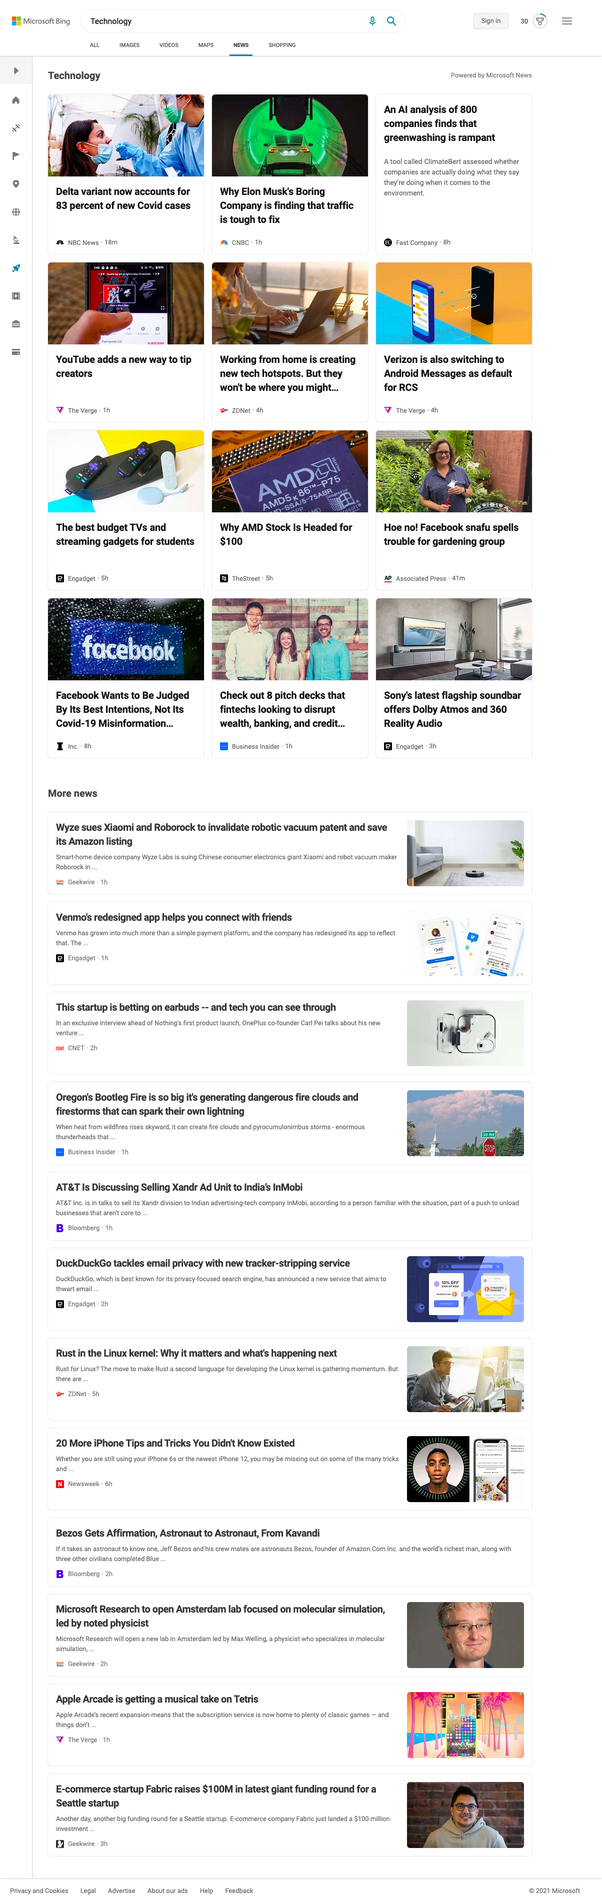 Microsoft Bing
Technology
Sign in
30
ALL IMAGES VIDEOS MAPS NEWS SHOPPING
Technology
Powered by Microsoft News
Delta variant now accounts for
83 percent of new Covid cases
NBC News · 18m
Why Elon Musk's Boring
Company is finding that traffic
is tough to fix
CNBC · 1h
An AI analysis of 800
companies finds that
greenwashing is rampant
A tool called ClimateBert assessed whether
companies are actually doing what they say
they're doing when it comes to the
environment.
Fast Company · 8h
YouTube adds a new way to tip
creators
The Verge · 1h
Working from home is creating
new tech hotspots. But they
won't be where you might...
ZDNet · 4h
Verizon is also switching to
Android Messages as default
for RCS
The Verge · 4h
The best budget TVs and
streaming gadgets for students
Engadget · 5h
AMD
AMD5K86™-P75
Why AMD Stock Is Headed for
$100
TheStreet · 5h
Hoe no! Facebook snafu spells
trouble for gardening group
AP
Associated Press · 41m
facebook
Facebook Wants to Be Judged
By Its Best Intentions, Not Its
Covid-19 Misinformation...
Inc. · 8h
Check out 8 pitch decks that
fintechs looking to disrupt
wealth, banking, and credit...
Business Insider · 1h
Sony's latest flagship soundbar
offers Dolby Atmos and 360
Reality Audio
Engadget · 3h
More news
Wyze sues Xiaomi and Roborock to invalidate robotic vacuum patent and save
its Amazon listing
Smart-home device company Wyze Labs is suing Chinese consumer electronics giant Xiaomi and robot vacuum maker
Roborock in ...
Geekwire · 1h
Venmo's redesigned app helps you connect with friends
Venmo has grown into much more than a simple payment platform, and the company has redesigned its app to reflect
that. The ...
Engadget · 1h
This startup is betting on earbuds -- and tech you can see through
In an exclusive interview ahead of Nothing's first product launch, OnePlus co-founder Carl Pei talks about his new
venture ...
CNET · 2h
Oregon's Bootleg Fire is so big it's generating dangerous fire clouds and
firestorms that can spark their own lightning
When heat from wildfires rises skyward, it can create fire clouds and pyrocumulonimbus storms - enormous
thunderheads that ...
Business Insider · 1h
STOP
AT&T Is Discussing Selling Xandr Ad Unit to India's InMobi
AT&T Inc. is in talks to sell its Xandr division to Indian advertising-tech company InMobi, according to a person familiar with the situation, part of a push to unload
businesses that aren't core to ...
Bloomberg · 1h
DuckDuckGo tackles email privacy with new tracker-stripping service
DuckDuckGo, which is best known for its privacy-focused search engine, has announced a new service that aims to
thwart email ...
Engadget · 2h
10% OFF
Rust in the Linux kernel: Why it matters and what's happening next
Rust for Linux? The move to make Rust a second language for developing the Linux kernel is gathering momentum. But
there are ...
ZDNet · 5h
20 More iPhone Tips and Tricks You Didn't Know Existed
Whether you are still using your iPhone 6s or the newest iPhone 12, you may be missing out on some of the many tricks
and ...
Newsweek · 6h
Bezos Gets Affirmation, Astronaut to Astronaut, From Kavandi
If it takes an astronaut to know one, Jeff Bezos and his crew mates are astronauts.Bezos, founder of Amazon.Com Inc. and the world's richest man, along with
three other civilians completed Blue ...
Bloomberg · 2h
Microsoft Research to open Amsterdam lab focused on molecular simulation,
led by noted physicist
Microsoft Research will open a new lab in Amsterdam led by Max Welling, a physicist who specializes in molecular
simulation, ...
Geekwire · 2h
Apple Arcade is getting a musical take on Tetris
Apple Arcade's recent expansion means that the subscription service is now home to plenty of classic games — and
things don't ...
The Verge · 1h
E-commerce startup Fabric raises $100M in latest giant funding round for a
Seattle startup
Another day, another big funding round for a Seattle startup. E-commerce company Fabric just landed a $100 million
investment ...
Geekwire · 3h
Privacy and Cookies Legal Advertise About our ads Help Feedback
© 2021 Microsoft